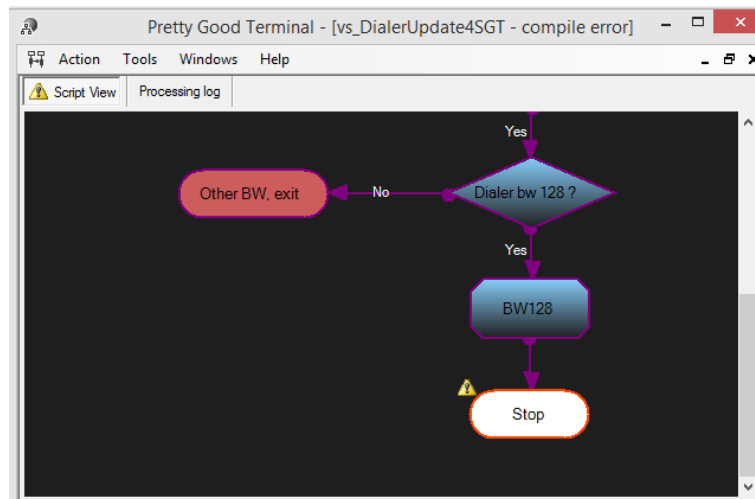 Pretty Good Terminal - [vs_DialerUpdate4SGT - compile error]
Action Tools Windows Help
Script View Processing log
Yes
Other BW, exit No Dialer bw 128 ?
Yes
BW128
Stop